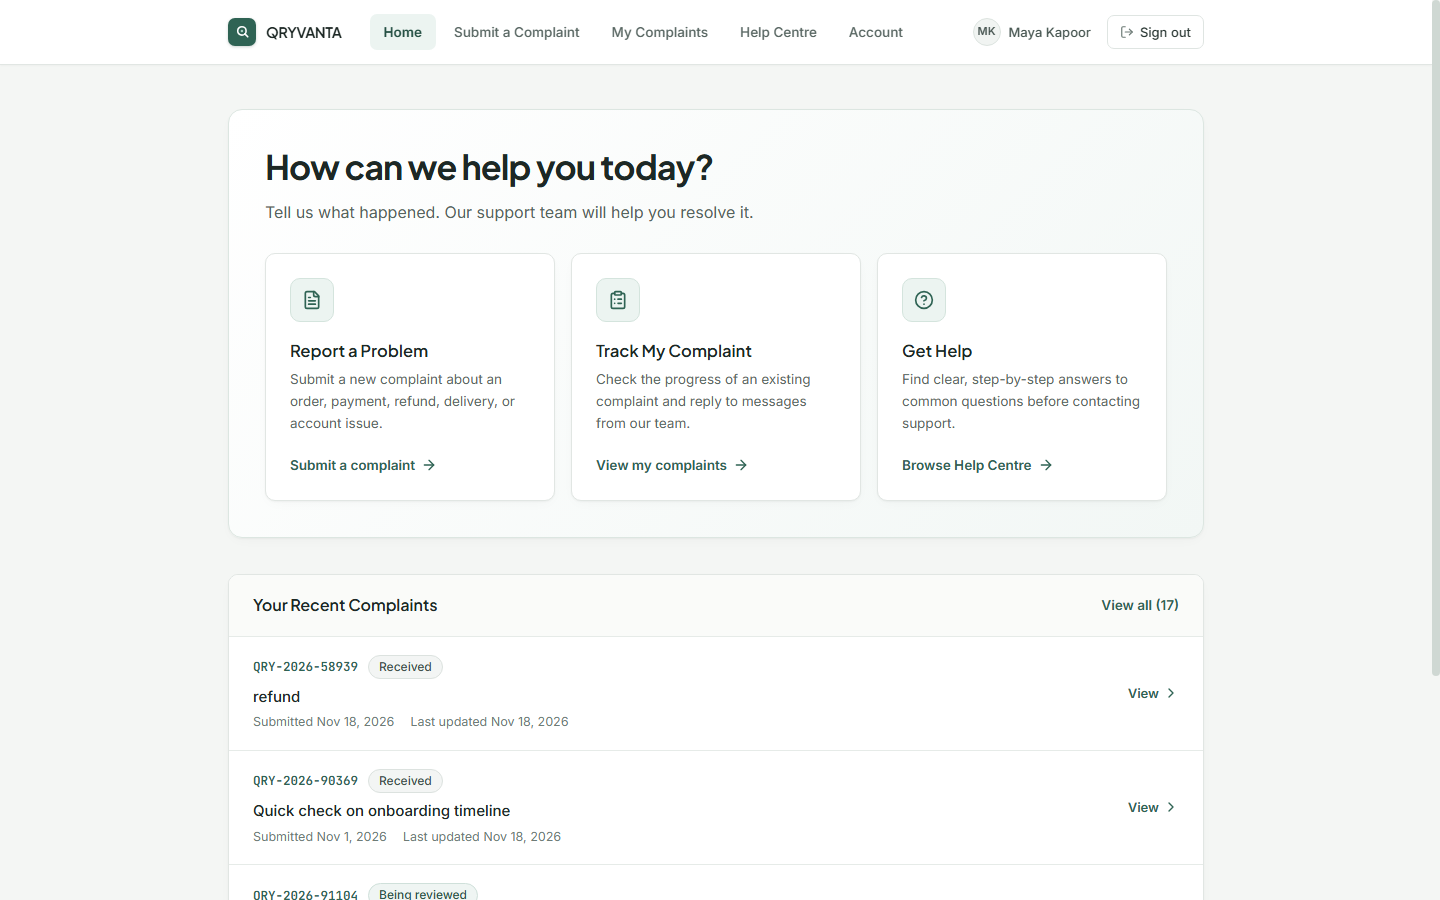 QRYVANTA Home Submit a Complaint My Complaints Help Centre Account MK Maya Kapoor Sign out
How can we help you today?
Tell us what happened. Our support team will help you resolve it.
Report a Problem
Submit a new complaint about an
order, payment, refund, delivery, or
account issue.
Submit a complaint
Track My Complaint
Check the progress of an existing
complaint and reply to messages
from our team.
View my complaints
Get Help
Find clear, step-by-step answers to
common questions before contacting
support.
Browse Help Centre
Your Recent Complaints View all (17)
QRY-2026-58939 Received
refund
Submitted Nov 18, 2026 Last updated Nov 18, 2026
View
QRY-2026-90369 Received
Quick check on onboarding timeline
Submitted Nov 1, 2026 Last updated Nov 18, 2026
View
QRY-2026-91104 Being reviewed